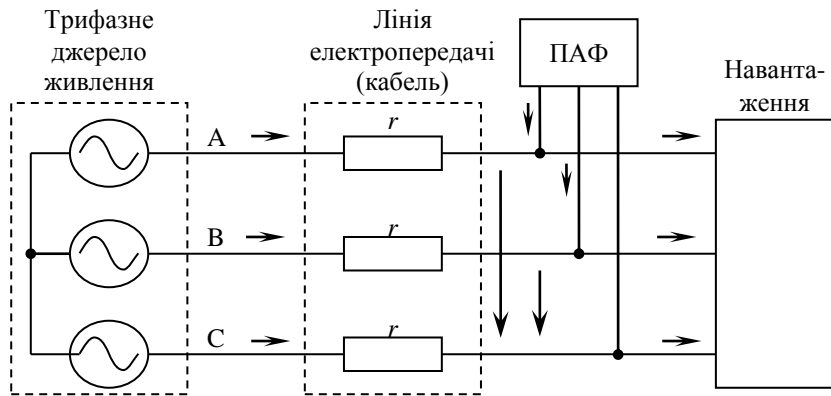 Трифазне
джерело
живлення
Лінія
електропередачі
(кабель)
ПАФ
Наванта-
ження
A
r
B
r
C
r